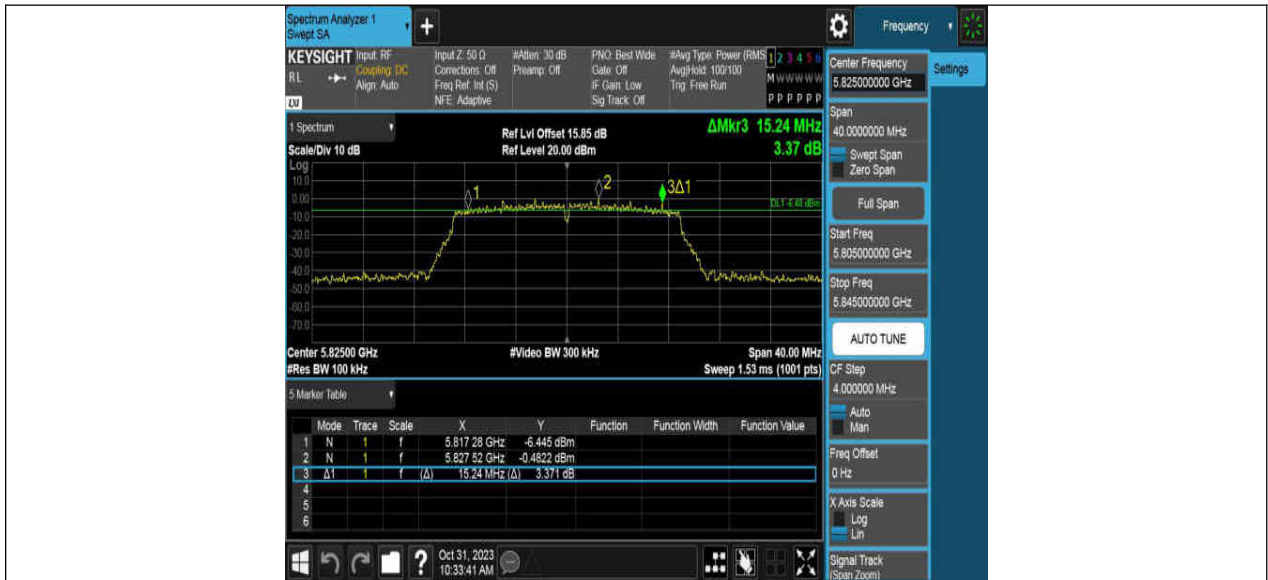 Spectrum Analyzer 1
Swept SA
+
Frequency
KEYSIGHT
RL
LXI
Input: RF
Coupling: DC
Align: Auto
Input Z: 50 Ω
Corrections: Off
Freq Ref: Int (S)
NFE: Adaptive
#Atten: 30 dB
Preamp: Off
PNO: Best Wide
Gate: Off
IF Gain: Low
Sig Track: Off
#Avg Type: Power (RMS
Avg|Hold: 100/100
Trig: Free Run
1 2 3 4 5 6
M W W W W W
P P P P P P
Center Frequency
5.825000000 GHz
Settings
1 Spectrum
Scale/Div 10 dB
Ref Lvl Offset 15.85 dB
Ref Level 20.00 dBm
ΔMkr3 15.24 MHz
3.37 dB
Span
40.0000000 MHz
Swept Span
Zero Span
Full Span
Start Freq
5.805000000 GHz
Stop Freq
5.845000000 GHz
AUTO TUNE
CF Step
4.000000 MHz
Auto
Man
Freq Offset
0 Hz
X Axis Scale
Log
Lin
Signal Track
(Span Zoom)
Log
10.0
0.00
-10.0
-20.0
-30.0
-40.0
-50.0
-60.0
-70.0
1
2
3Δ1
DL1 -6.48 dBm
Center 5.82500 GHz
#Video BW 300 kHz
Span 40.00 MHz
#Res BW 100 kHz
Sweep 1.53 ms (1001 pts)
5 Marker Table
Mode Trace Scale X Y Function Function Width Function Value
1 N 1 f 5.817 28 GHz -6.445 dBm
2 N 1 f 5.827 52 GHz -0.4822 dBm
3 Δ1 1 f (Δ) 15.24 MHz (Δ) 3.371 dB
4
5
6
?
Oct 31, 2023
10:33:41 AM